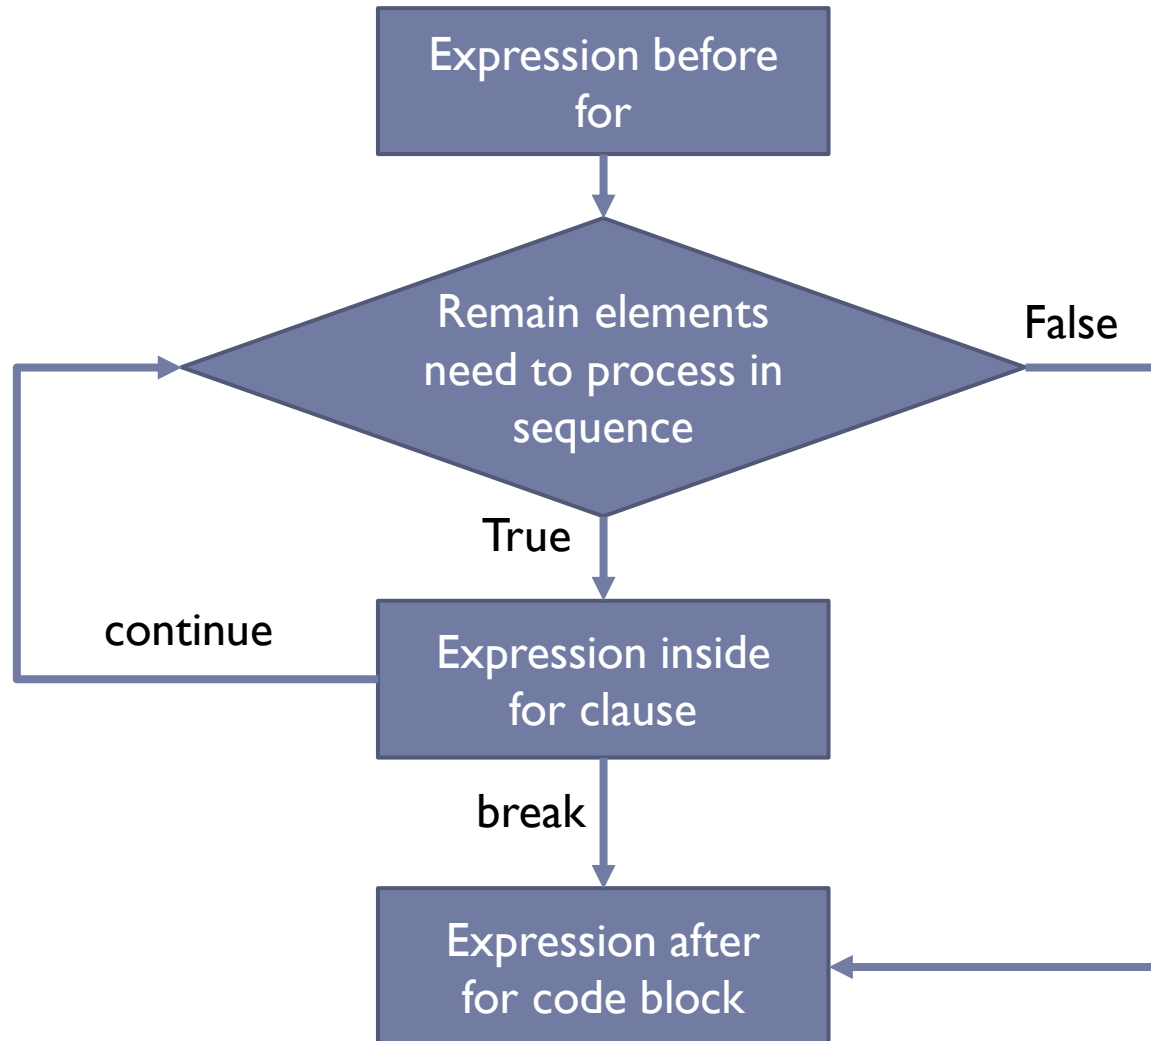 Expression before
for
Remain elements
need to process in
sequence
False
True
continue
Expression inside
for clause
break
Expression after
for code block